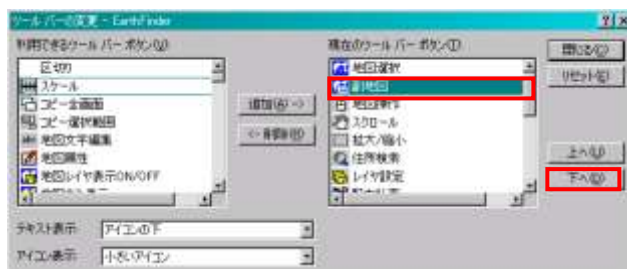 ツール バーの変更 - EarthFinder
利用できるツール バー ボタン(V)
現在のツール バー ボタン(T)
区切り
スケール
コピー全画面
コピー選択範囲
地図文字編集
地図属性
地図レイヤ表示ON/OFF
追加(A) ->
<- 削除(R)
地図選択
副地図
地図操作
スクロール
拡大/縮小
住所検索
レイヤ設定
閉じる(C)
リセット(E)
上へ(U)
下へ(D)
テキスト表示
アイコンの下
アイコン表示
小さいアイコン